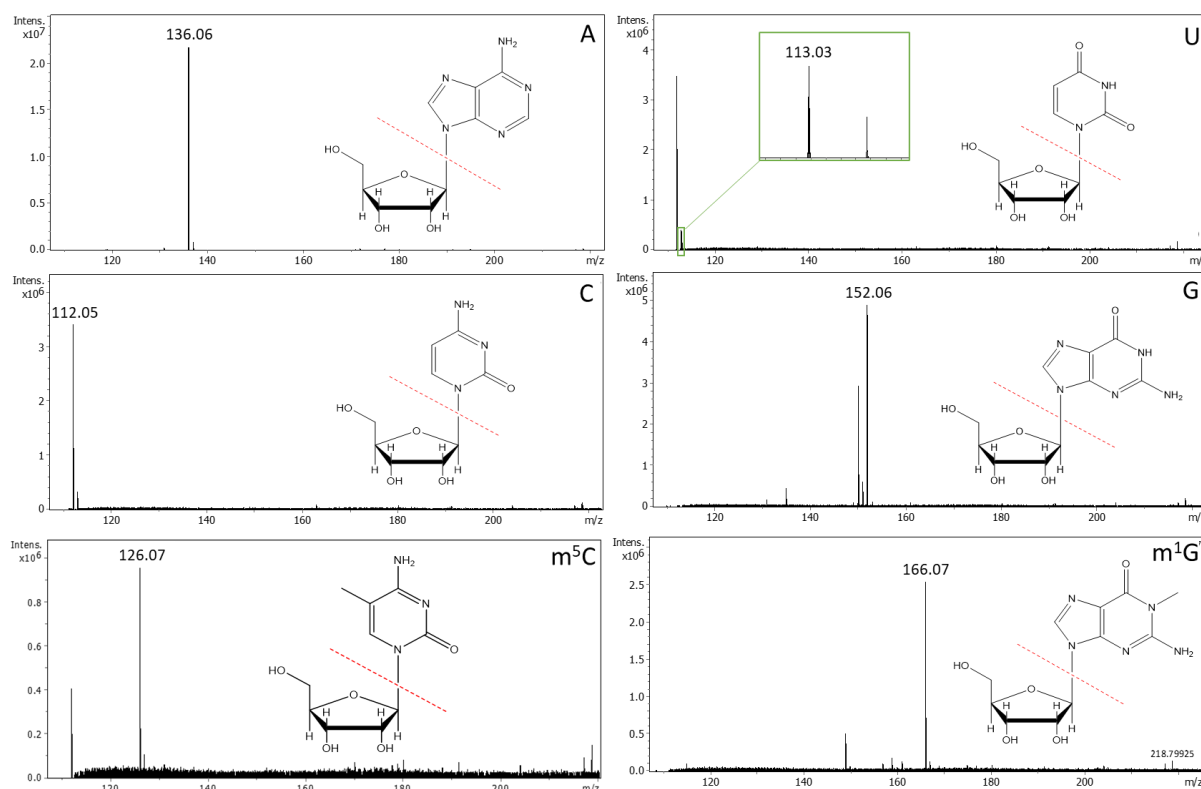 Intens.
x10⁷
136.06
A
2.0
1.5
1.0
0.5
0.0
120
140
160
180
200
m/z
NH₂
N
N
N
N
HO
O
H
H
H
H
OH
OH
Intens.
x10⁶
U
4
3
2
1
0
113.03
120
140
160
180
200
m/z
O
NH
N
O
HO
O
H
H
H
H
OH
OH
Intens.
x10⁶
112.05
C
3
2
1
0
120
140
160
180
200
m/z
NH₂
N
N
O
HO
O
H
H
H
H
OH
OH
Intens.
x10⁶
152.06
G
5
4
3
2
1
0
120
140
160
180
200
m/z
O
N
NH
N
N
NH₂
HO
O
H
H
H
H
OH
OH
Intens.
x10⁶
126.07
m⁵C
0.8
0.6
0.4
0.2
0.0
120
140
160
180
200
m/z
NH₂
N
N
O
HO
O
H
H
H
H
OH
OH
Intens.
x10⁶
166.07
m¹G
2.5
2.0
1.5
1.0
0.5
0.0
120
140
160
180
200
m/z
218.79925
O
N
N
N
N
NH₂
HO
O
H
H
H
H
OH
OH